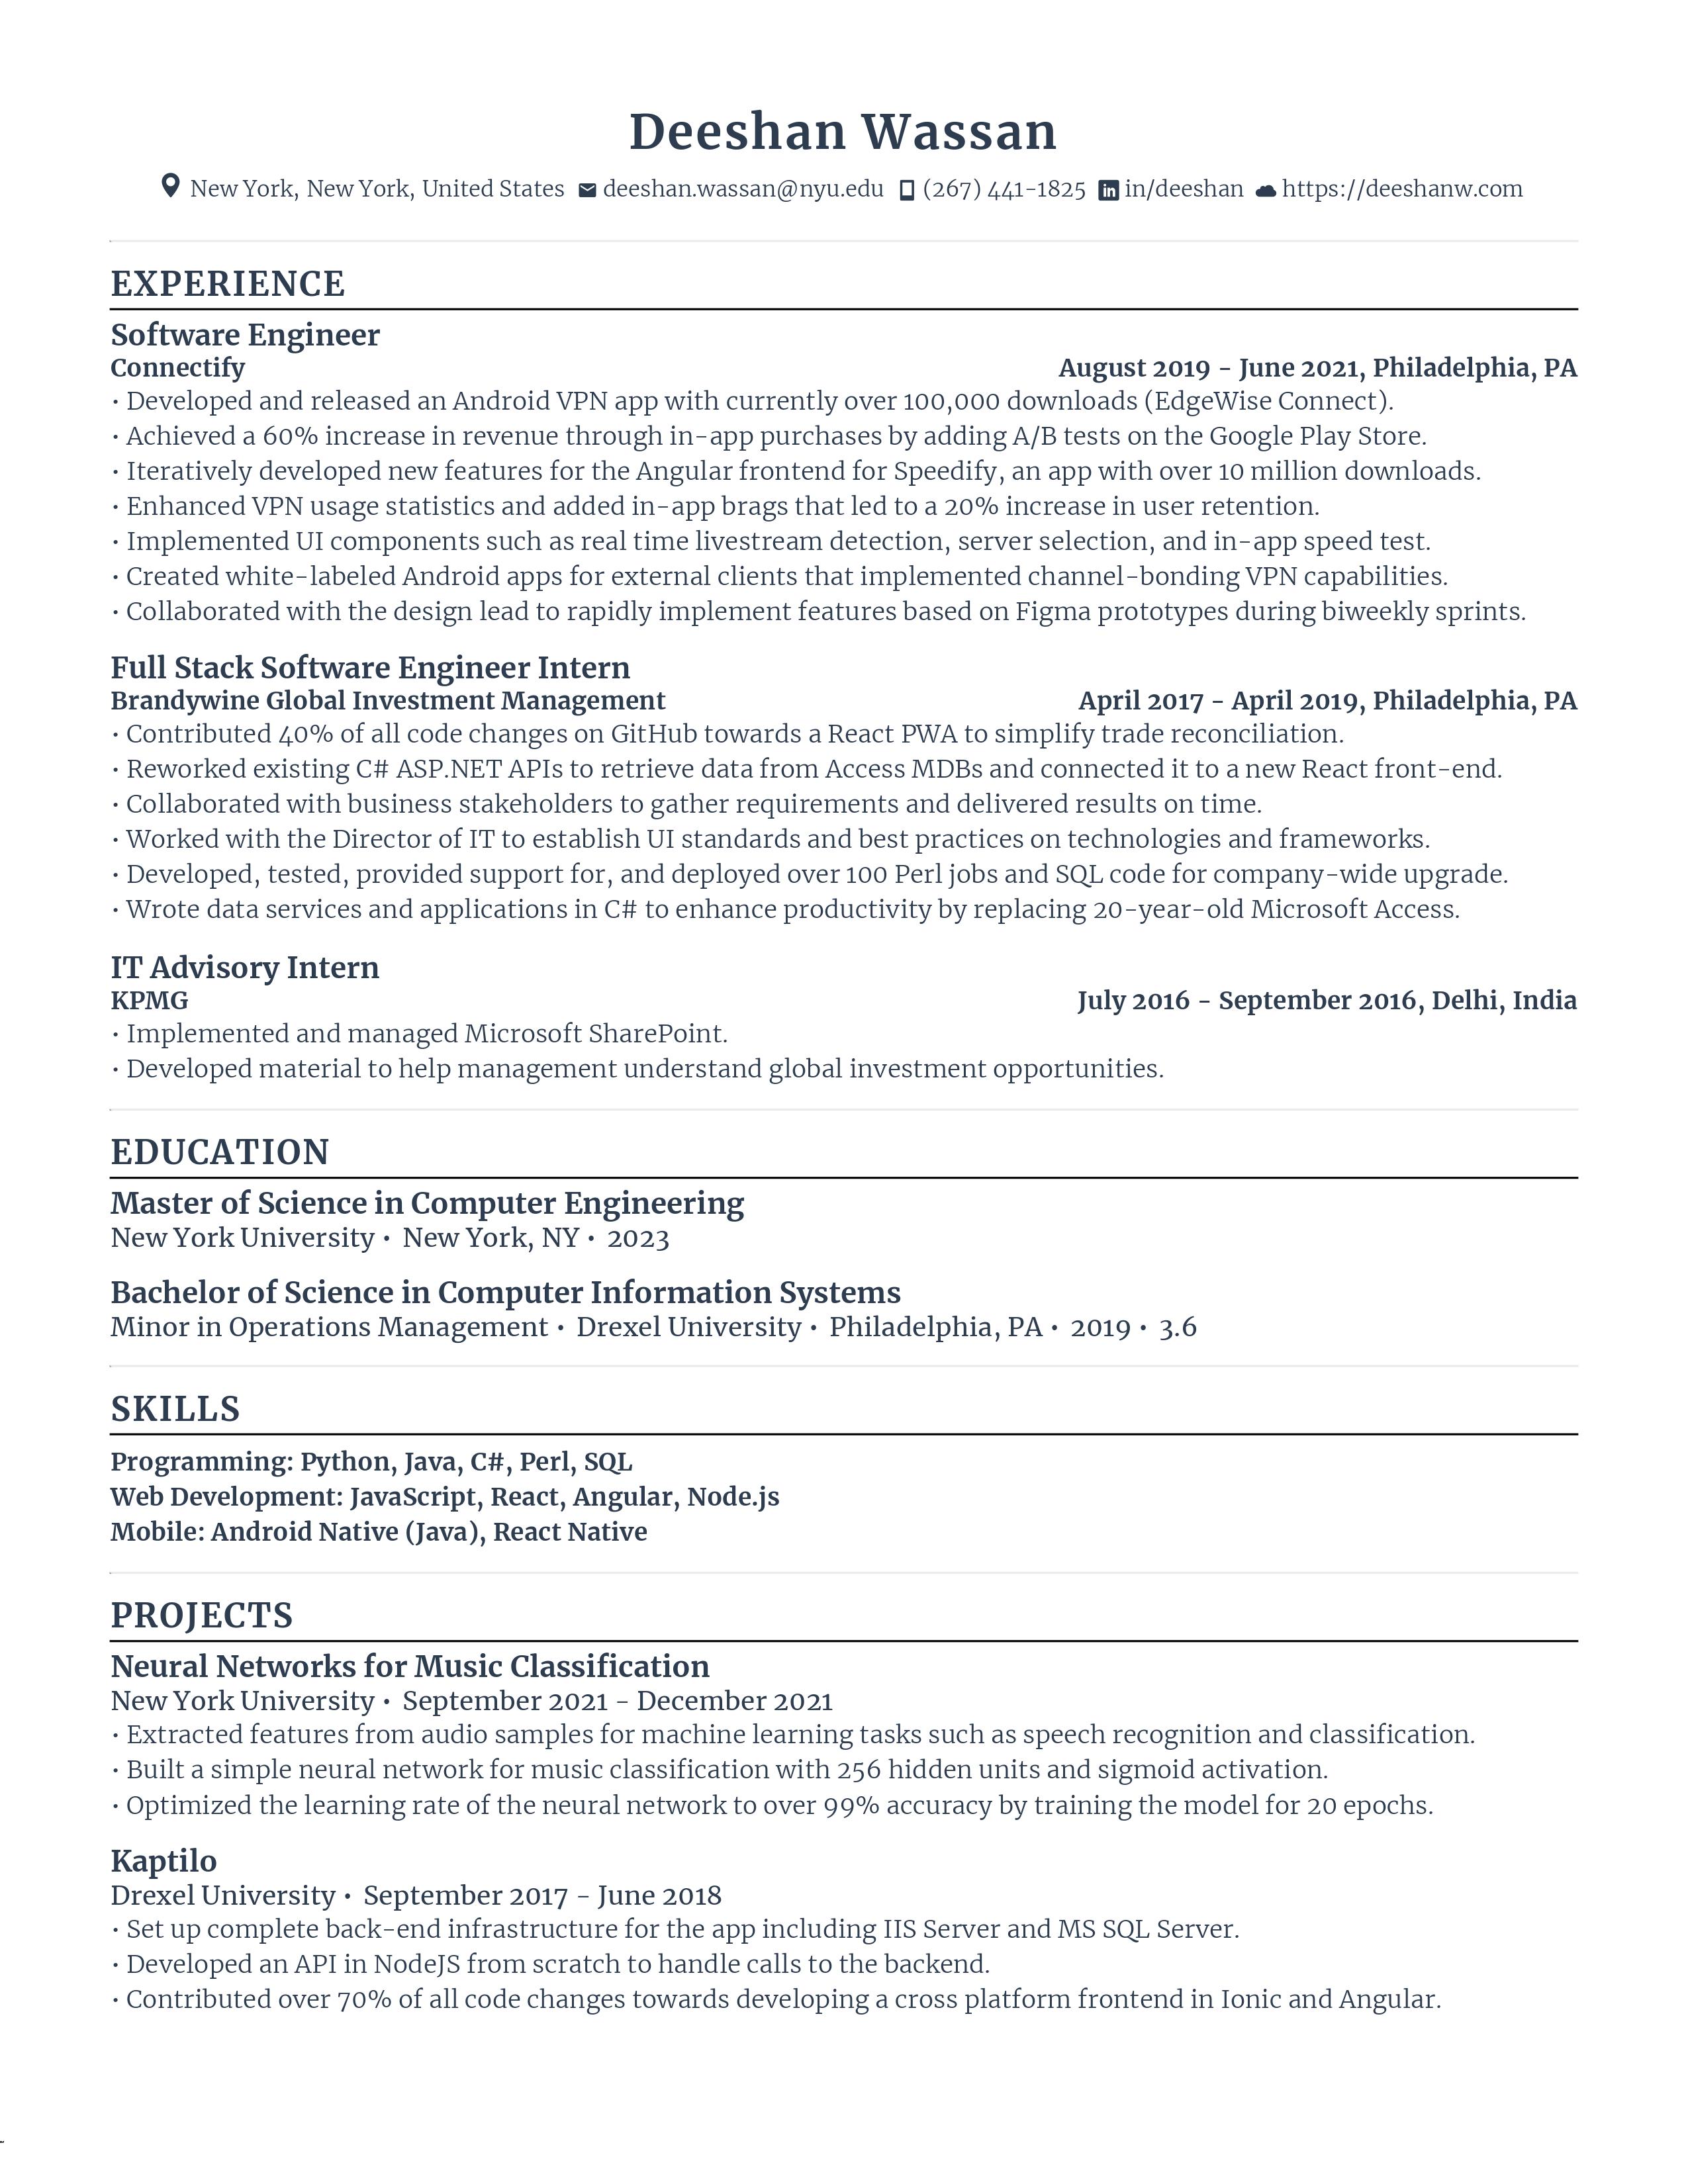 Deeshan Wassan
New York, New York, United States deeshan.wassan@nyu.edu (267) 441-1825 in/deeshan https://deeshanw.com
EXPERIENCE
Software Engineer
Connectify August 2019 - June 2021, Philadelphia, PA
• Developed and released an Android VPN app with currently over 100,000 downloads (EdgeWise Connect).
• Achieved a 60% increase in revenue through in-app purchases by adding A/B tests on the Google Play Store.
• Iteratively developed new features for the Angular frontend for Speedify, an app with over 10 million downloads.
• Enhanced VPN usage statistics and added in-app brags that led to a 20% increase in user retention.
• Implemented UI components such as real time livestream detection, server selection, and in-app speed test.
• Created white-labeled Android apps for external clients that implemented channel-bonding VPN capabilities.
• Collaborated with the design lead to rapidly implement features based on Figma prototypes during biweekly sprints.
Full Stack Software Engineer Intern
Brandywine Global Investment Management April 2017 - April 2019, Philadelphia, PA
• Contributed 40% of all code changes on GitHub towards a React PWA to simplify trade reconciliation.
• Reworked existing C# ASP.NET APIs to retrieve data from Access MDBs and connected it to a new React front-end.
• Collaborated with business stakeholders to gather requirements and delivered results on time.
• Worked with the Director of IT to establish UI standards and best practices on technologies and frameworks.
• Developed, tested, provided support for, and deployed over 100 Perl jobs and SQL code for company-wide upgrade.
• Wrote data services and applications in C# to enhance productivity by replacing 20-year-old Microsoft Access.
IT Advisory Intern
KPMG July 2016 - September 2016, Delhi, India
• Implemented and managed Microsoft SharePoint.
• Developed material to help management understand global investment opportunities.
EDUCATION
Master of Science in Computer Engineering
New York University • New York, NY • 2023
Bachelor of Science in Computer Information Systems
Minor in Operations Management • Drexel University • Philadelphia, PA • 2019 • 3.6
SKILLS
Programming: Python, Java, C#, Perl, SQL
Web Development: JavaScript, React, Angular, Node.js
Mobile: Android Native (Java), React Native
PROJECTS
Neural Networks for Music Classification
New York University • September 2021 - December 2021
• Extracted features from audio samples for machine learning tasks such as speech recognition and classification.
• Built a simple neural network for music classification with 256 hidden units and sigmoid activation.
• Optimized the learning rate of the neural network to over 99% accuracy by training the model for 20 epochs.
Kaptilo
Drexel University • September 2017 - June 2018
• Set up complete back-end infrastructure for the app including IIS Server and MS SQL Server.
• Developed an API in NodeJS from scratch to handle calls to the backend.
• Contributed over 70% of all code changes towards developing a cross platform frontend in Ionic and Angular.